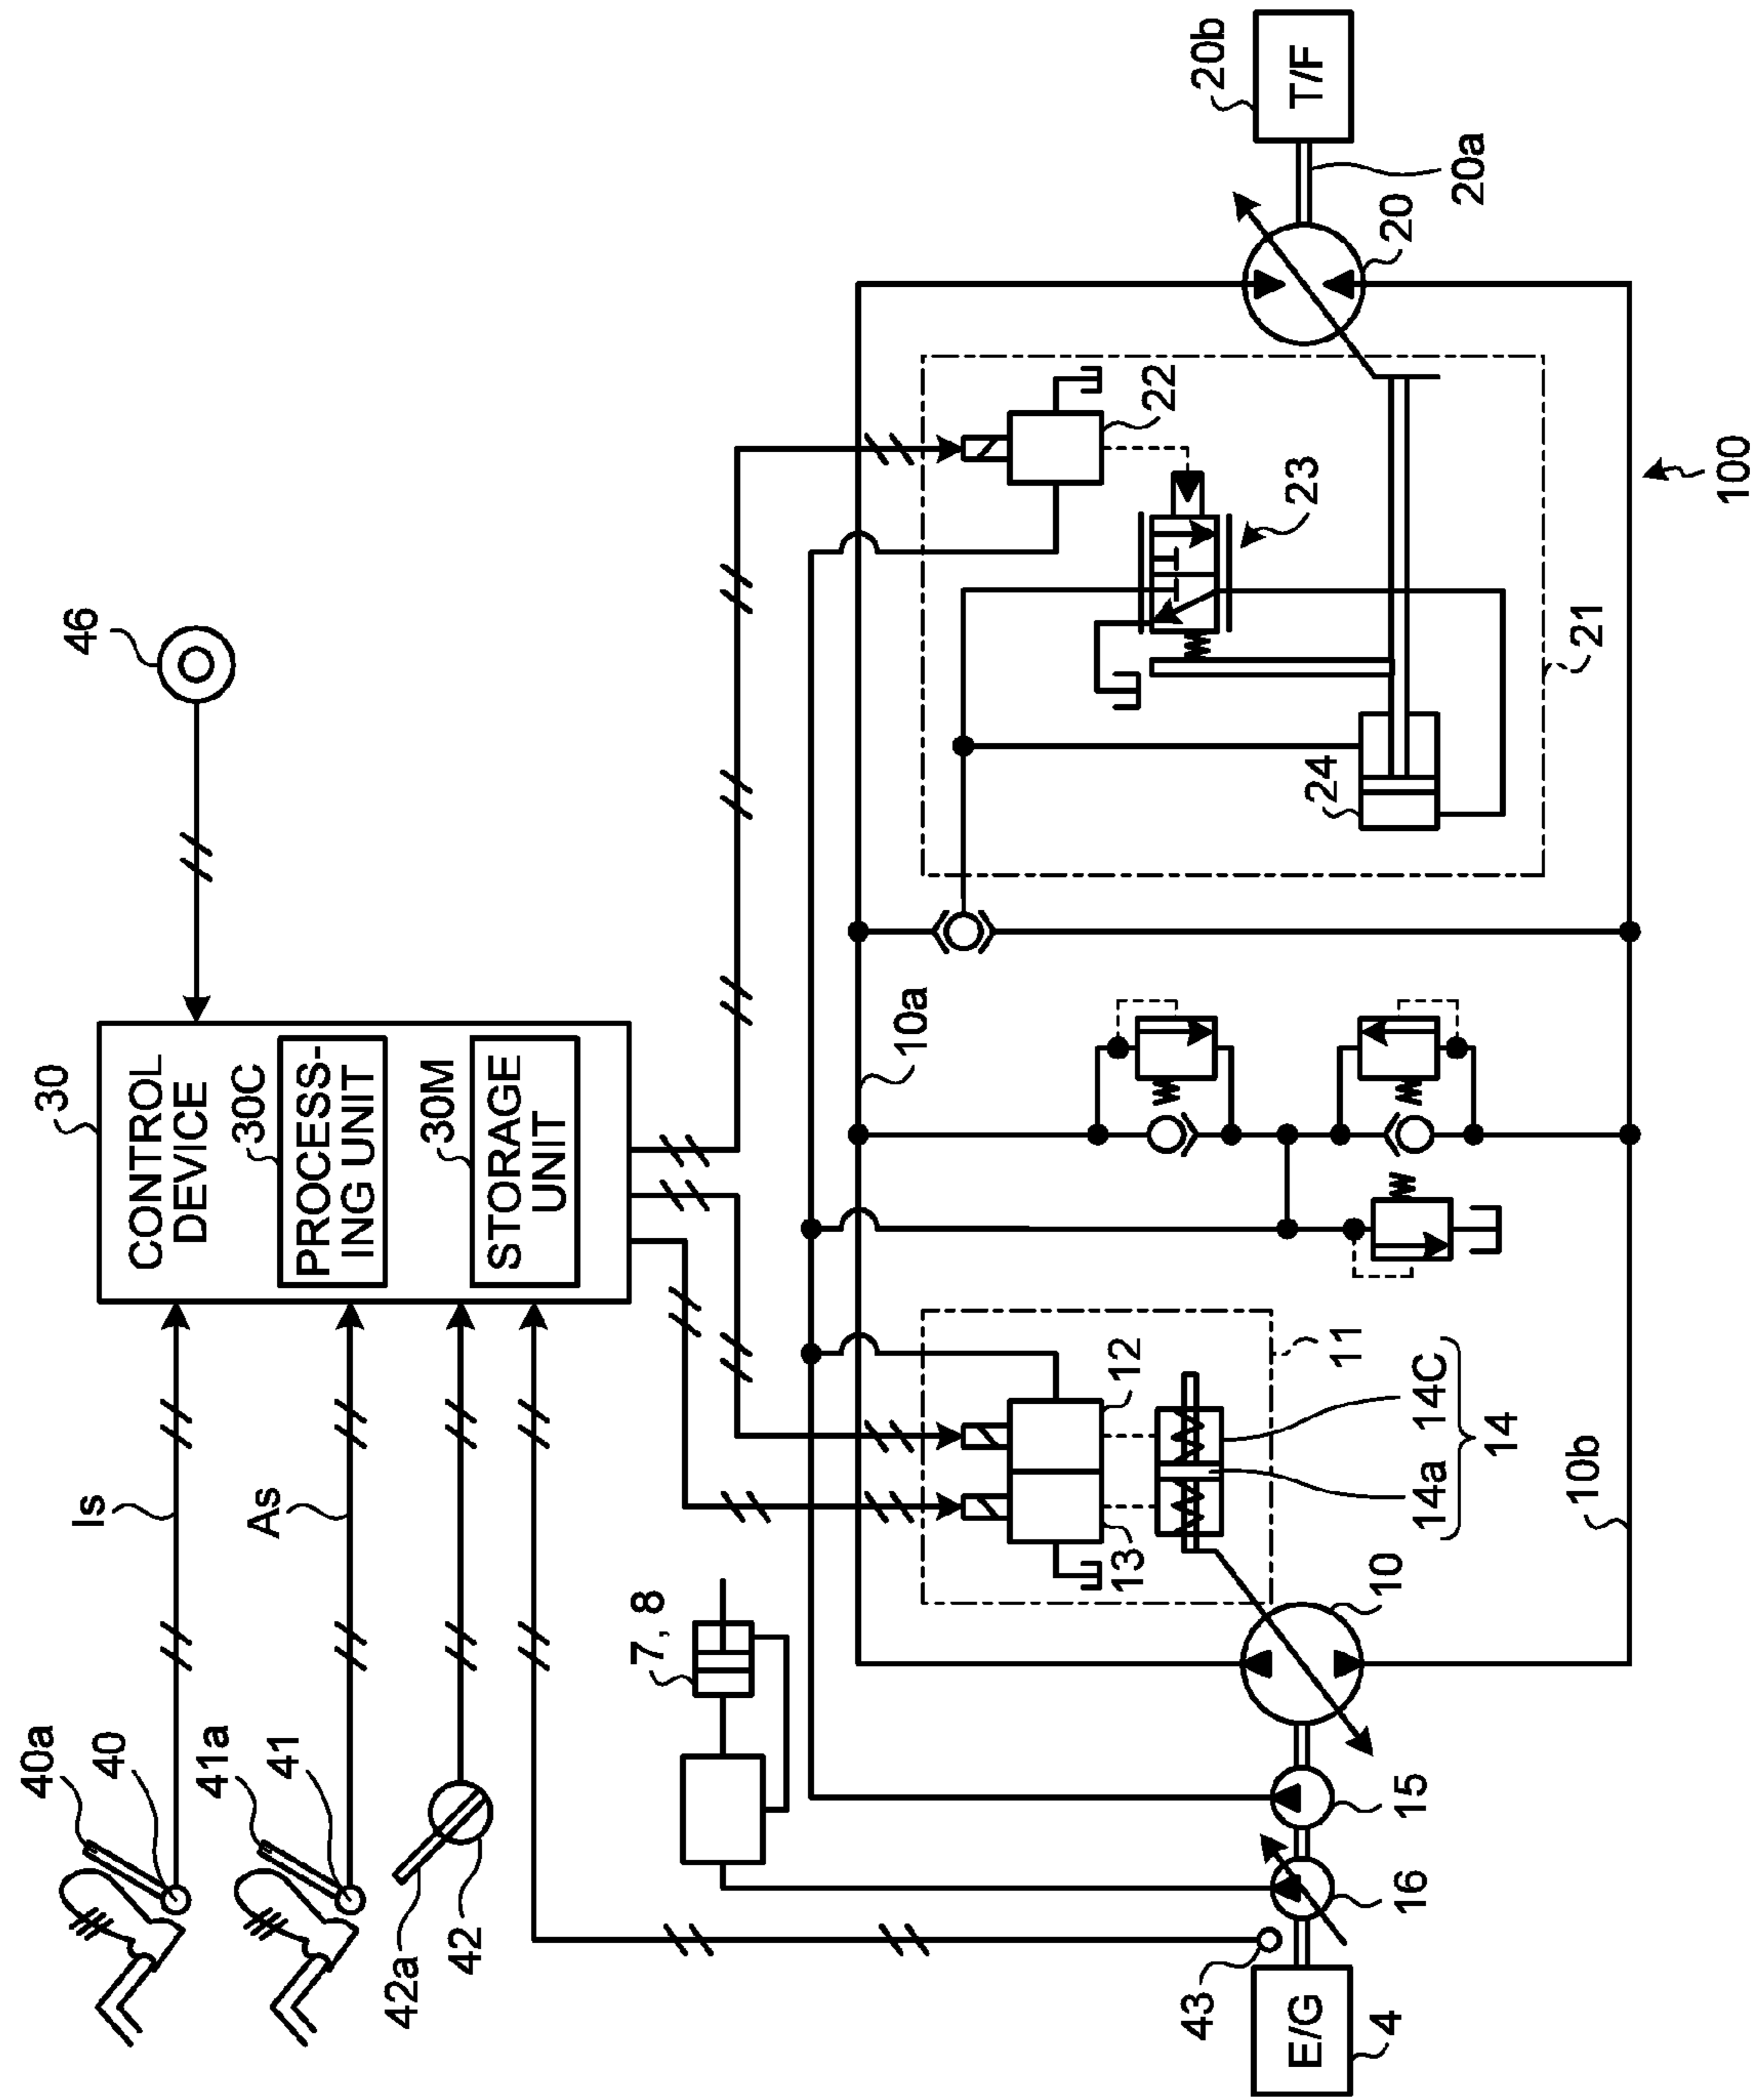 40a
40
Is
41a
41
As
42a
42
43
30
CONTROL
DEVICE
30C
PROCESS-
ING UNIT
30M
STORAGE
UNIT
46
7, 8
13
12
11
14a
14C
14
10a
10b
22
23
24
21
100
E/G
4
16
15
10
20
20a
20b
T/F